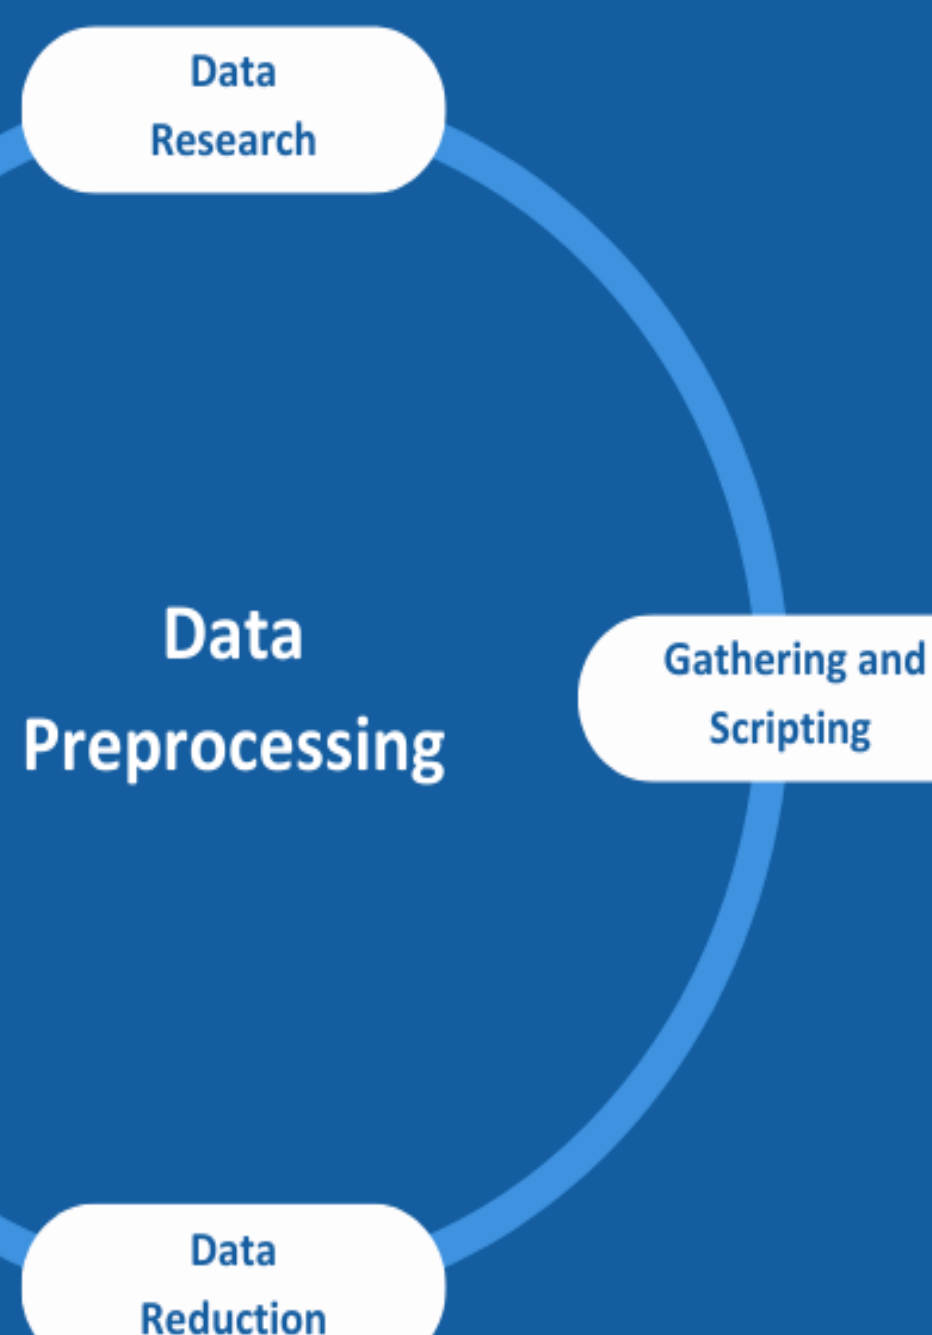 Data
Research
Data
Preprocessing
Gathering and
Scripting
Data
Reduction